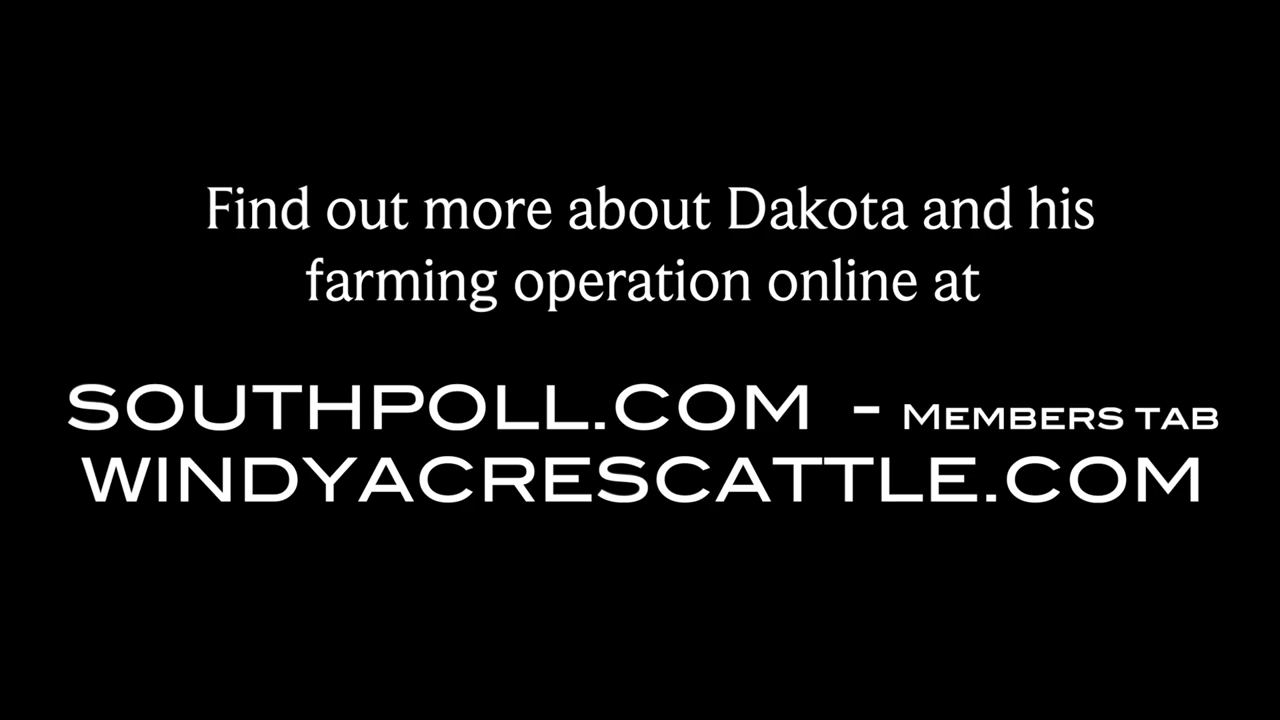 Find out more about Dakota and his
farming operation online at
SOUTHPOLL.COM - MEMBERS TAB
WINDYACRESCATTLE.COM